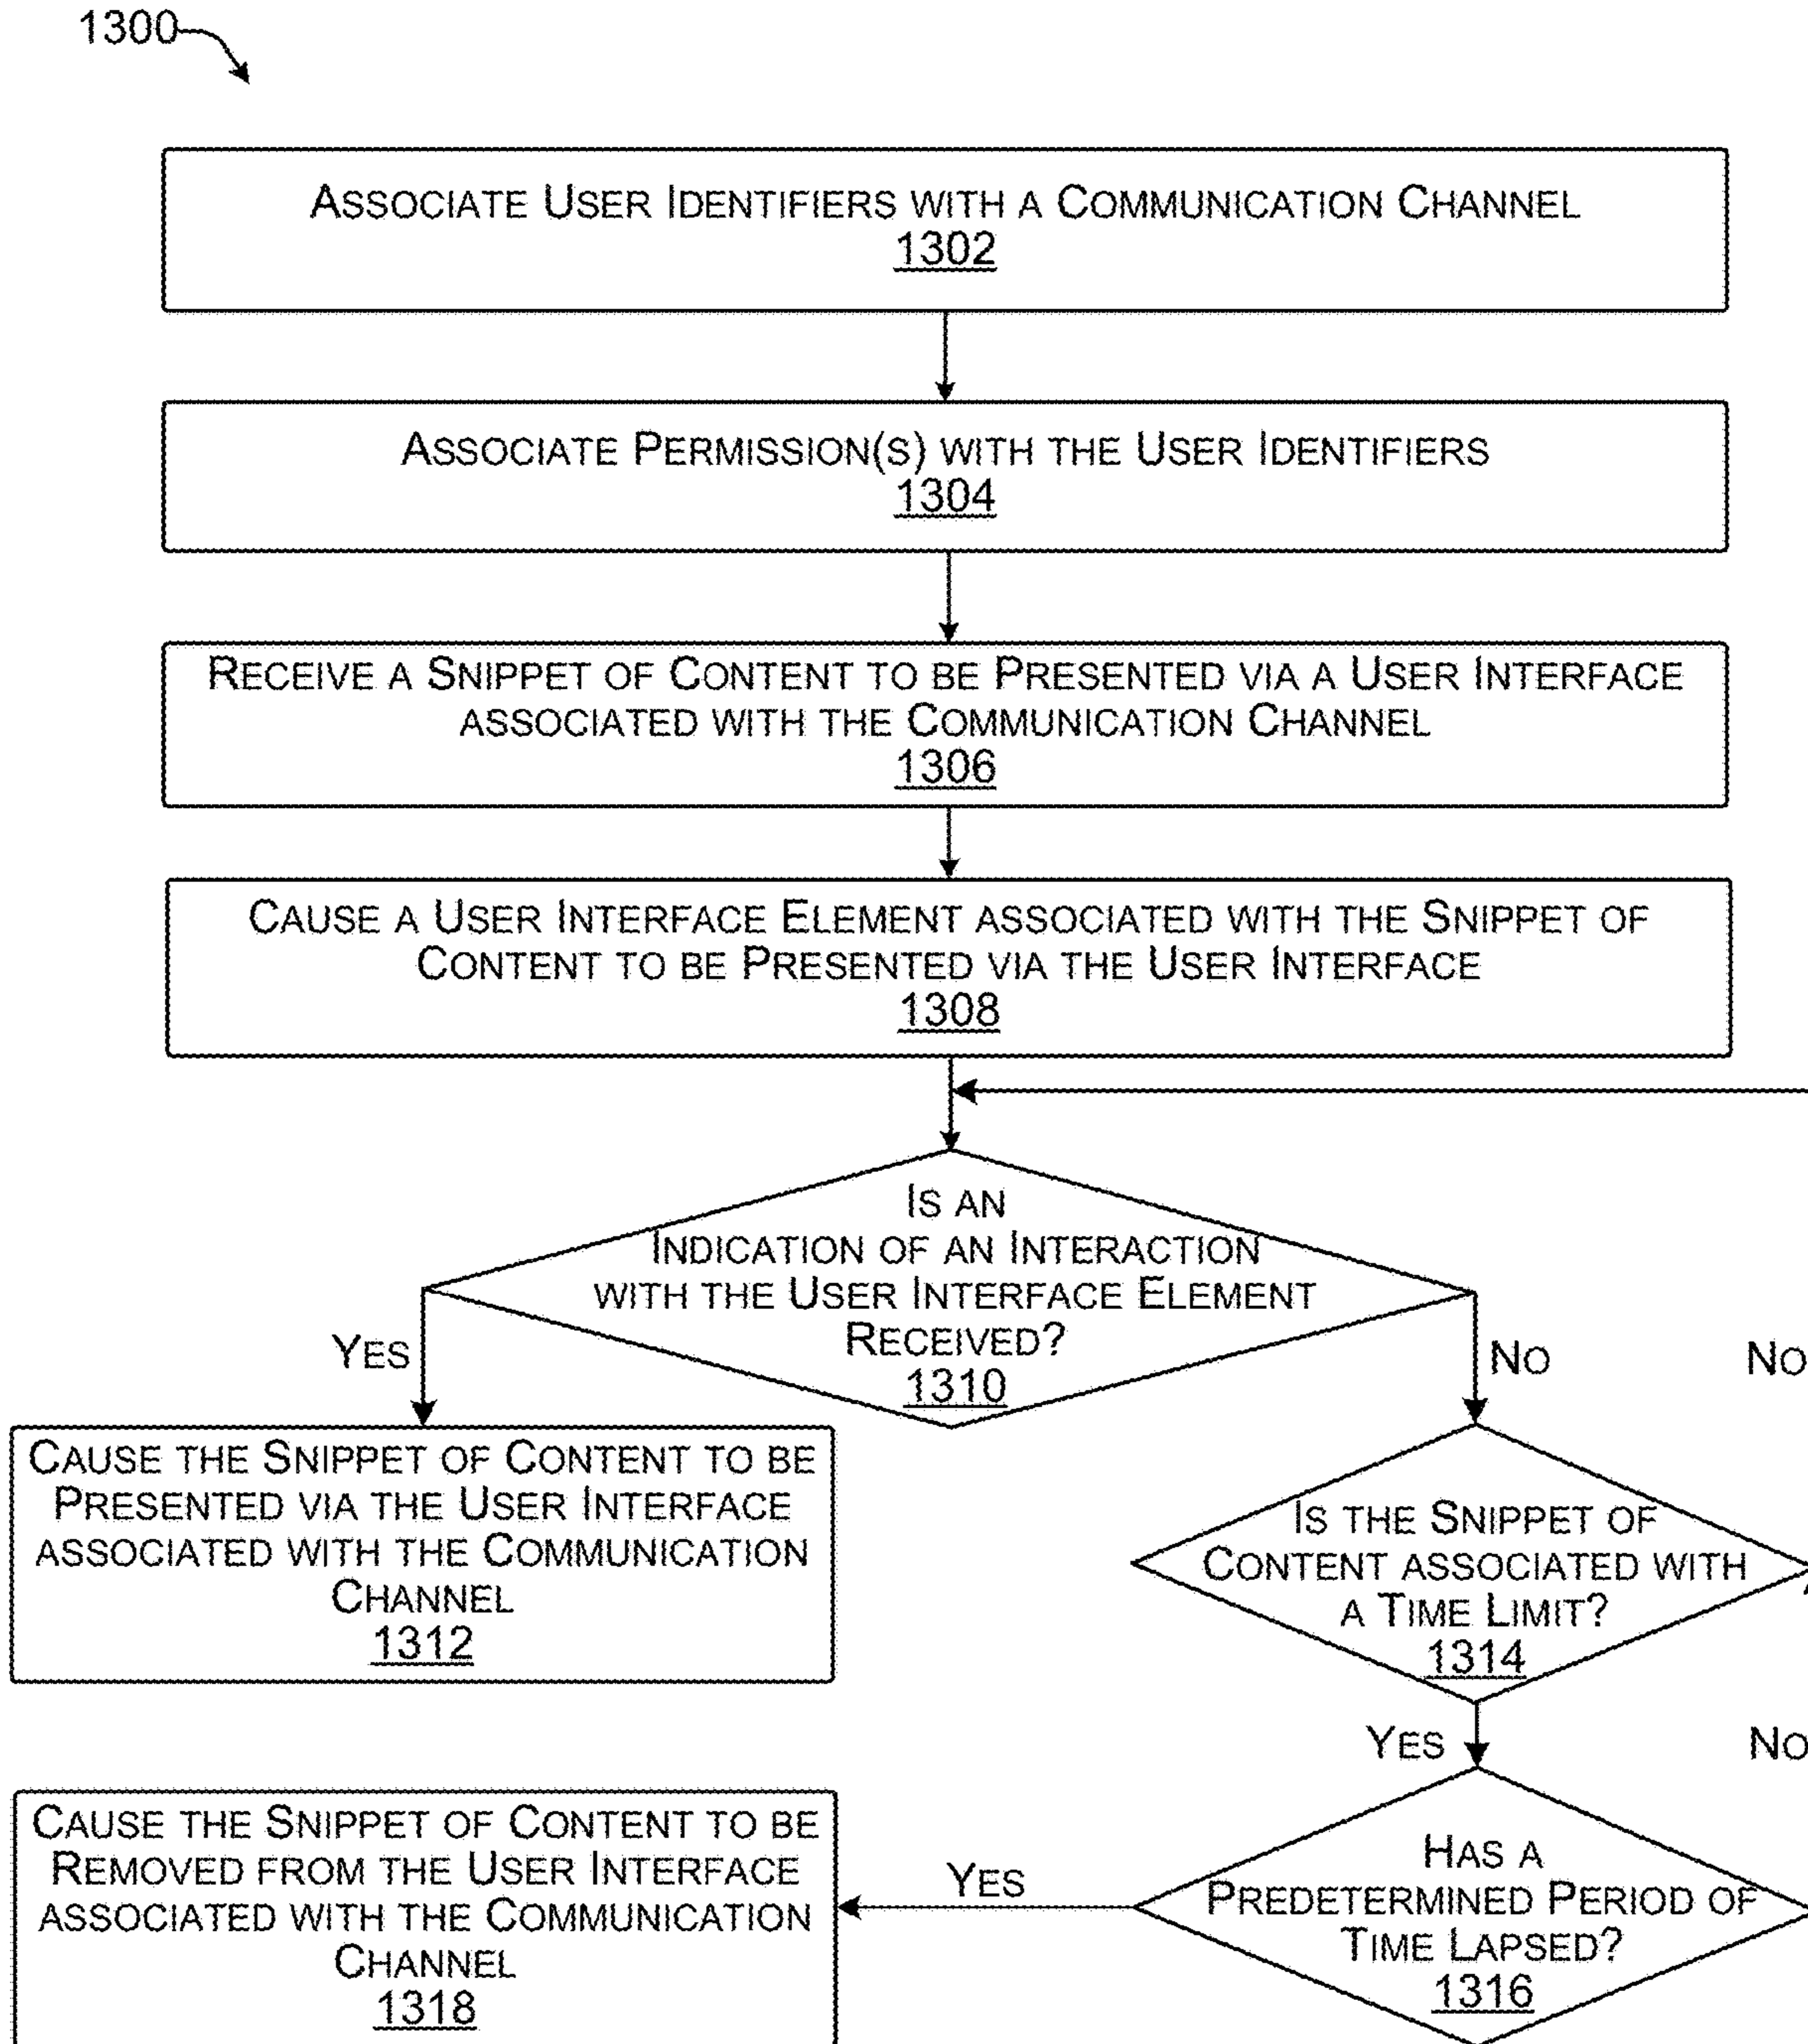 1300
ASSOCIATE USER IDENTIFIERS WITH A COMMUNICATION CHANNEL
1302
ASSOCIATE PERMISSION(S) WITH THE USER IDENTIFIERS
1304
RECEIVE A SNIPPET OF CONTENT TO BE PRESENTED VIA A USER INTERFACE
ASSOCIATED WITH THE COMMUNICATION CHANNEL
1306
CAUSE A USER INTERFACE ELEMENT ASSOCIATED WITH THE SNIPPET OF
CONTENT TO BE PRESENTED VIA THE USER INTERFACE
1308
IS AN
INDICATION OF AN INTERACTION
WITH THE USER INTERFACE ELEMENT
RECEIVED?
1310
YES
NO
NO
CAUSE THE SNIPPET OF CONTENT TO BE
PRESENTED VIA THE USER INTERFACE
ASSOCIATED WITH THE COMMUNICATION
CHANNEL
1312
IS THE SNIPPET OF
CONTENT ASSOCIATED WITH
A TIME LIMIT?
1314
YES
NO
CAUSE THE SNIPPET OF CONTENT TO BE
REMOVED FROM THE USER INTERFACE
ASSOCIATED WITH THE COMMUNICATION
CHANNEL
1318
YES
HAS A
PREDETERMINED PERIOD OF
TIME LAPSED?
1316